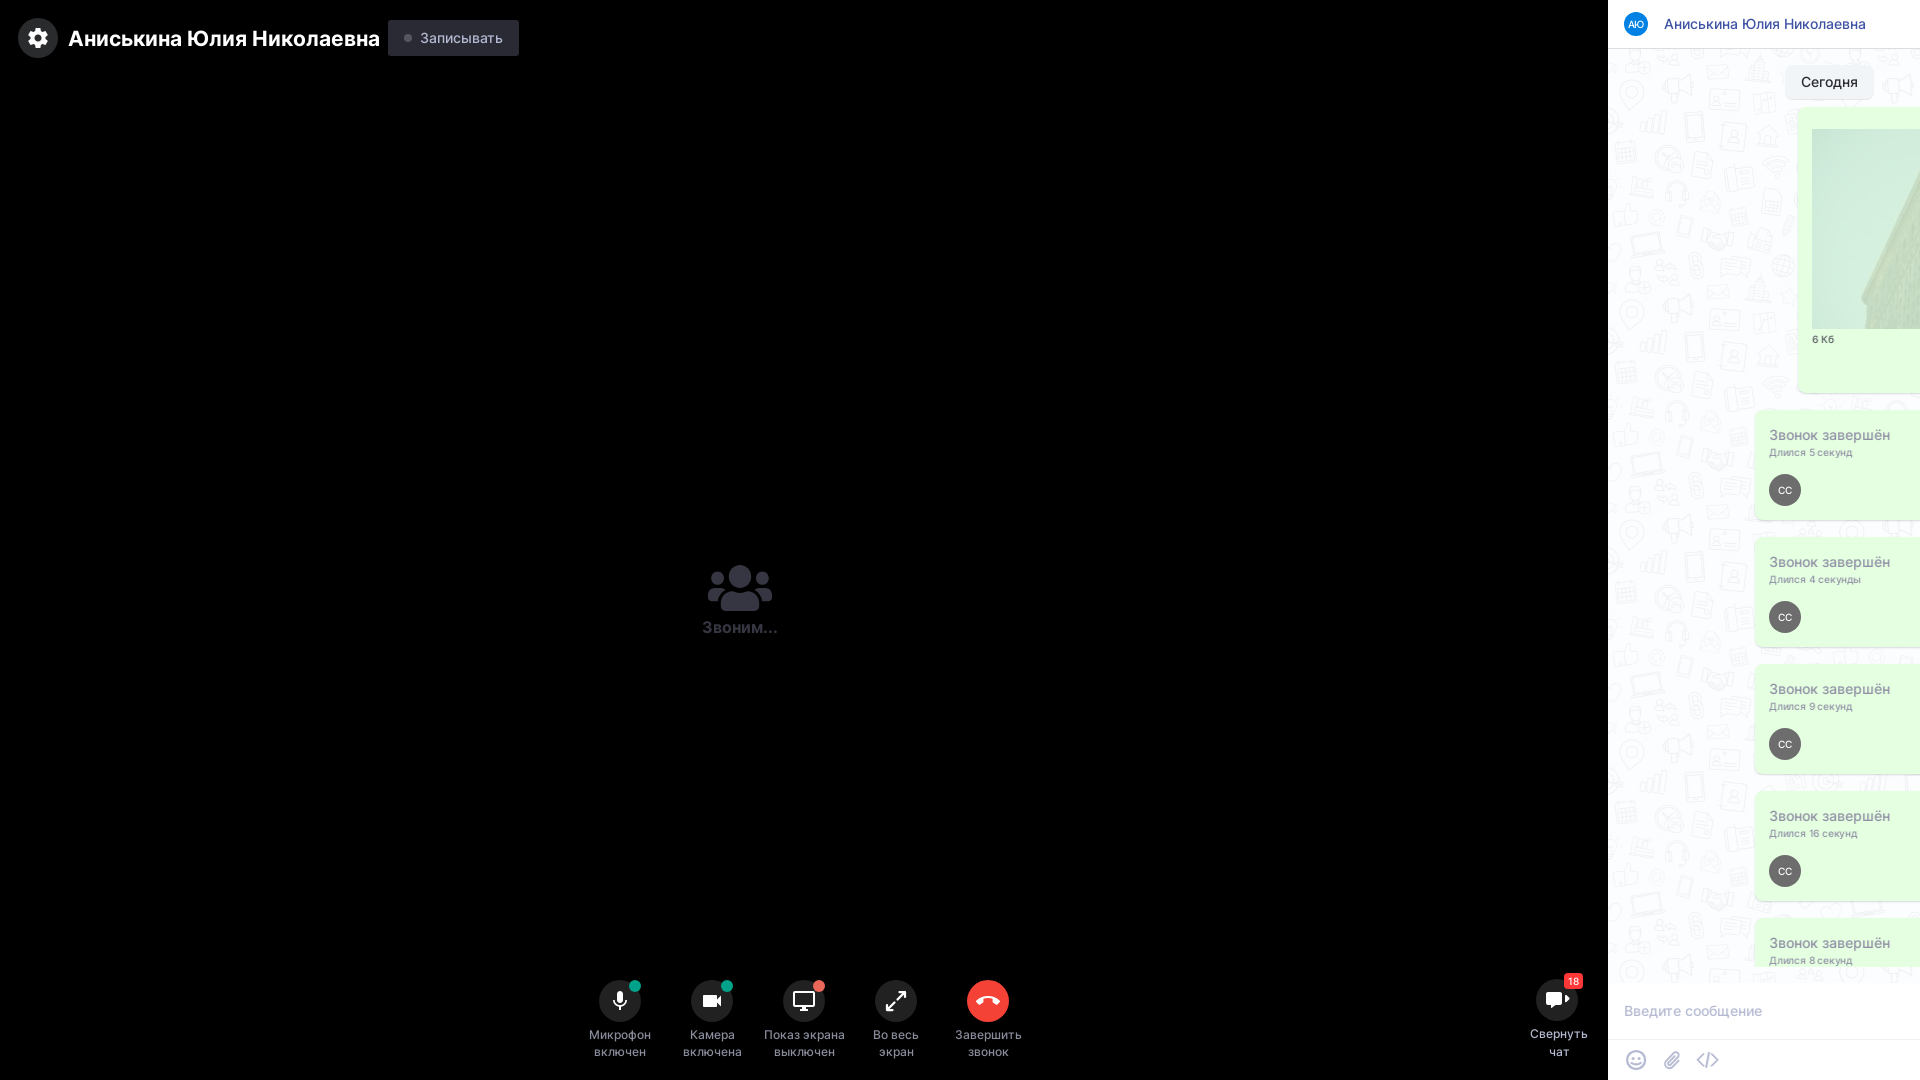 Аниськина Юлия Николаевна
Записывать
Звоним...
Микрофон
включен
Камера
включена
Показ экрана
выключен
Во весь
экран
Завершить
звонок
18
Свернуть
чат
АЮ
Аниськина Юлия Николаевна
Сегодня
6 Кб
Звонок завершён
Длился 5 секунд
СС
Звонок завершён
Длился 4 секунды
СС
Звонок завершён
Длился 9 секунд
СС
Звонок завершён
Длился 16 секунд
СС
Звонок завершён
Длился 8 секунд
Введите сообщение